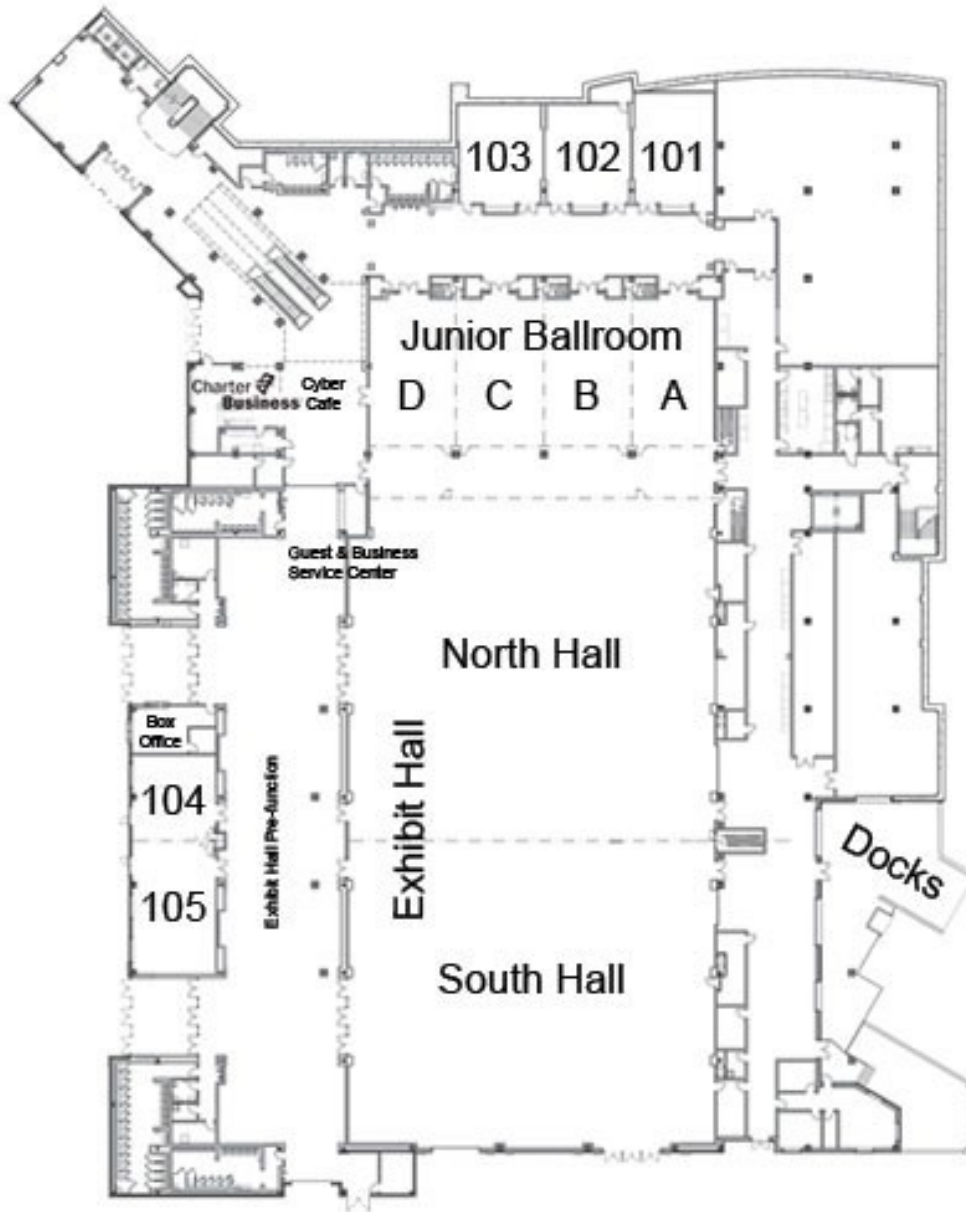 103 102 101
Junior Ballroom
D C B A
Charter
Business
Cyber
Cafe
Guest & Business
Service Center
North Hall
Box
Office
104
105
Exhibit Hall Pre-function
Exhibit Hall
South Hall
Docks